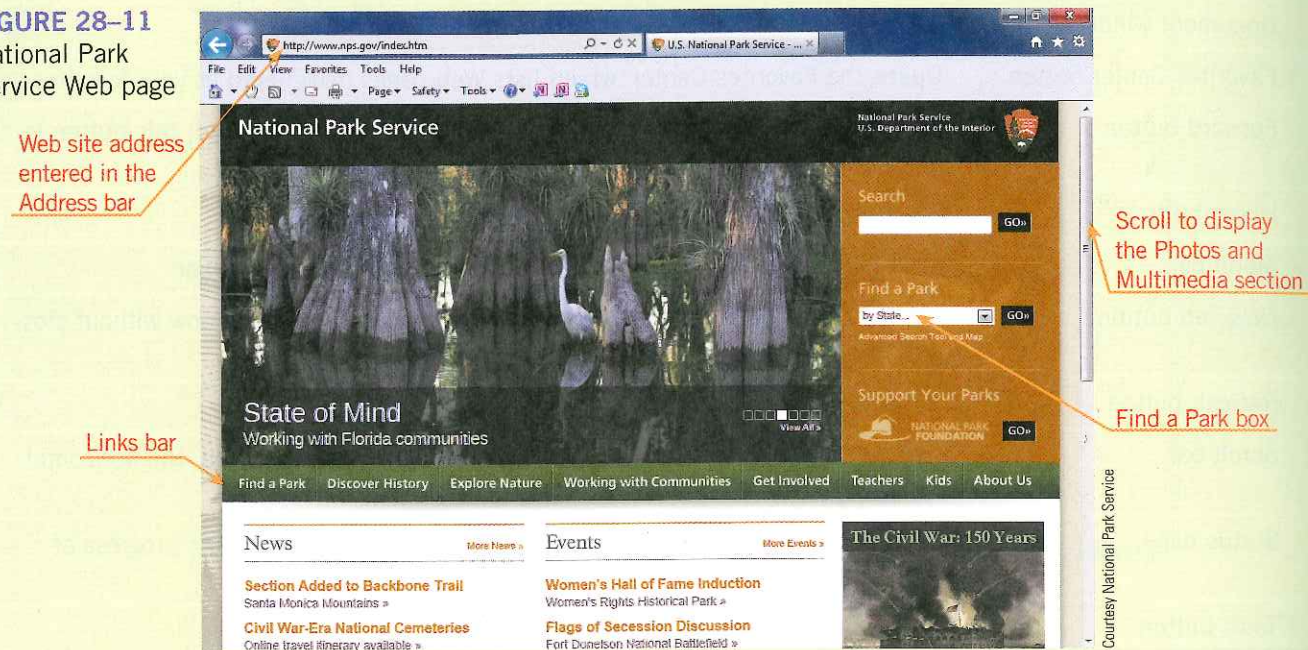 GURE 28–11
ational Park
ervice Web page
Web site address
entered in the
Address bar
Links bar
http://www.nps.gov/index.htm
U.S. National Park Service - ...
File Edit View Favorites Tools Help
Page Safety Tools
National Park Service
National Park Service
U.S. Department of the Interior
Search
GO»
Find a Park
by State...
GO»
Advanced Search Tool and Map
Support Your Parks
NATIONAL PARK
FOUNDATION
GO»
State of Mind
Working with Florida communities
View All »
Find a Park Discover History Explore Nature Working with Communities Get Involved Teachers Kids About Us
News
More News »
Section Added to Backbone Trail
Santa Monica Mountains »
Civil War-Era National Cemeteries
Online travel itinerary available »
Events
More Events »
Women's Hall of Fame Induction
Women's Rights Historical Park »
Flags of Secession Discussion
Fort Donelson National Battlefield »
The Civil War: 150 Years
Scroll to display
the Photos and
Multimedia section
Find a Park box
Courtesy National Park Service